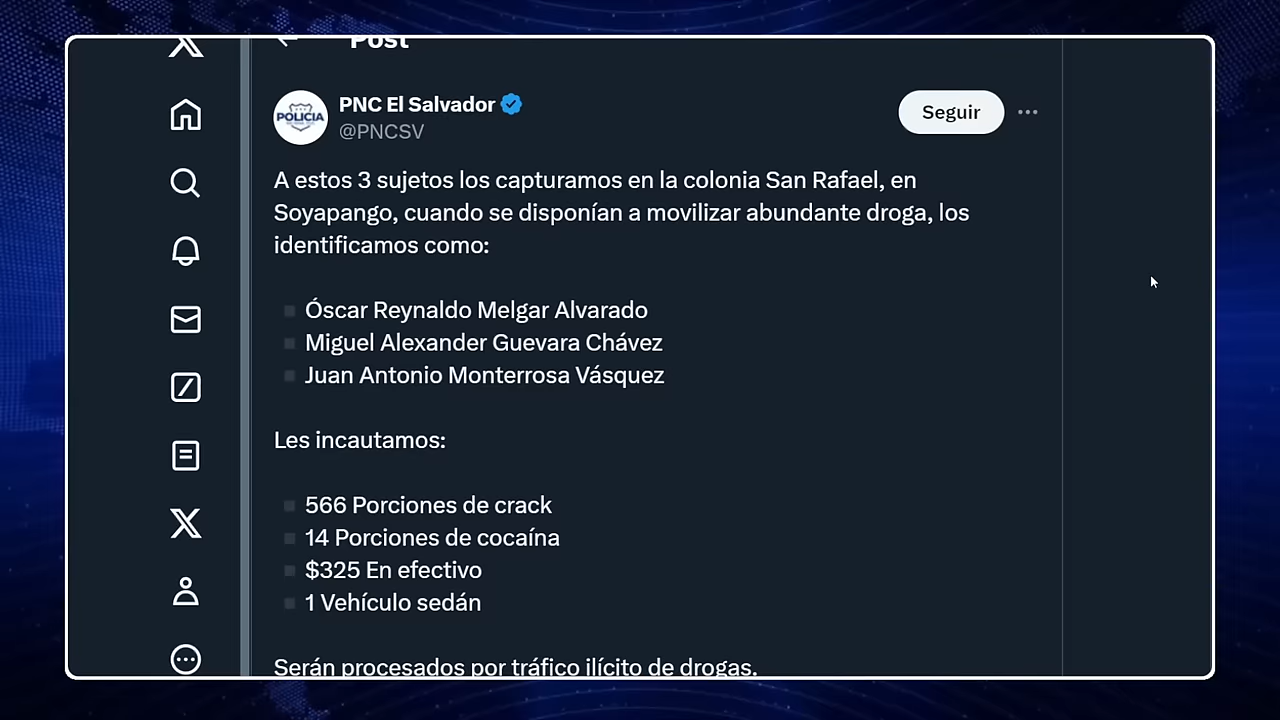 Post
PNC El Salvador
@PNCSV
Seguir
POLICIA
A estos 3 sujetos los capturamos en la colonia San Rafael, en
Soyapango, cuando se disponían a movilizar abundante droga, los
identificamos como:
Óscar Reynaldo Melgar Alvarado
Miguel Alexander Guevara Chávez
Juan Antonio Monterrosa Vásquez
Les incautamos:
566 Porciones de crack
14 Porciones de cocaína
$325 En efectivo
1 Vehículo sedán
Serán procesados por tráfico ilícito de drogas.